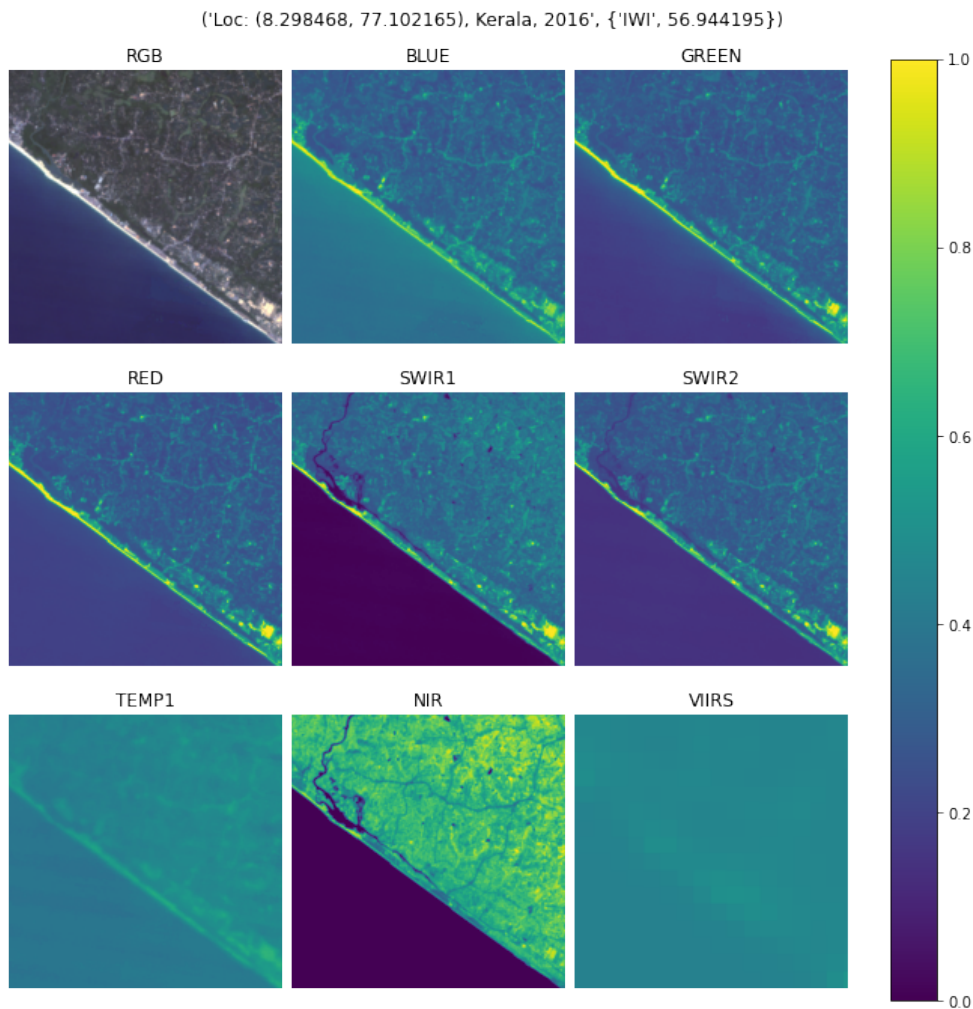 ('Loc: (8.298468, 77.102165), Kerala, 2016', {'IWI', 56.944195})
RGB
BLUE
GREEN
1.0
0.8
RED
SWIR1
SWIR2
0.6
0.4
TEMP1
NIR
VIIRS
0.2
0.0